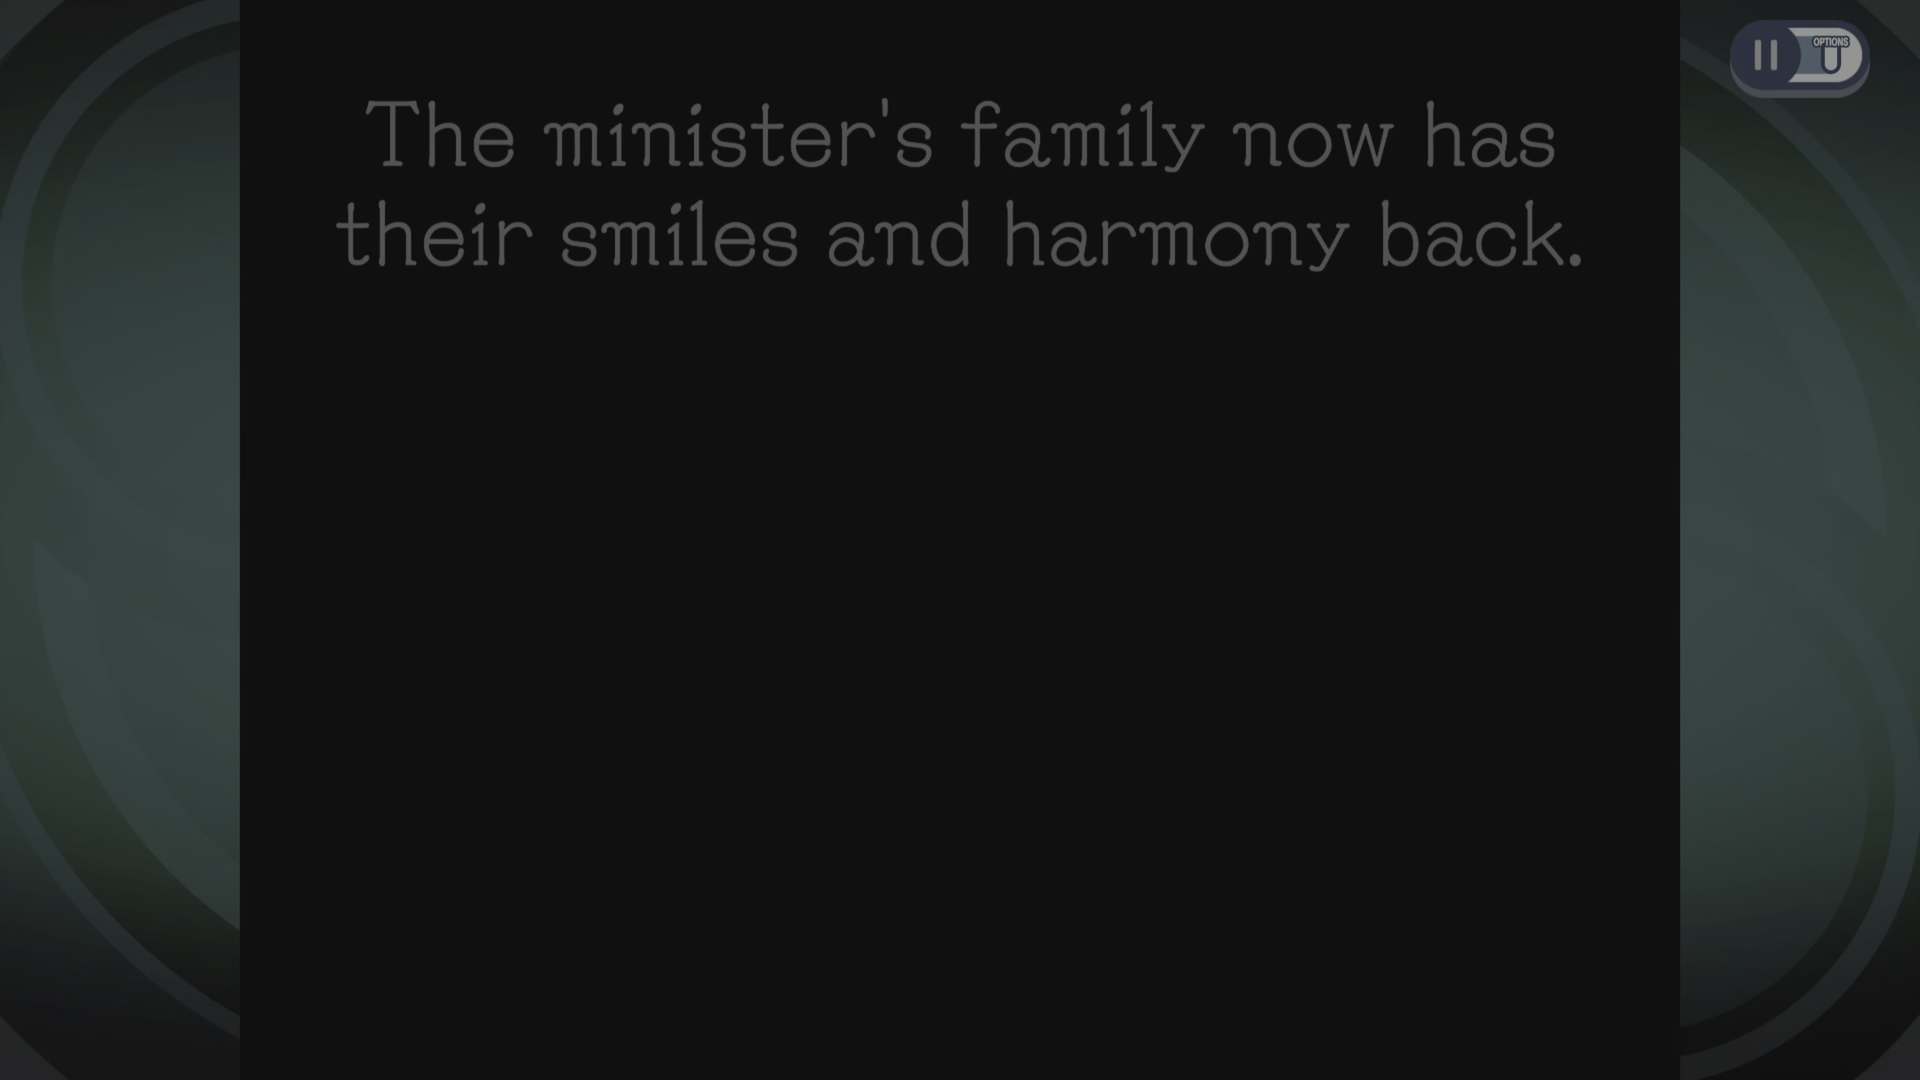 OPTIONS
The minister's family now has
their smiles and harmony back.